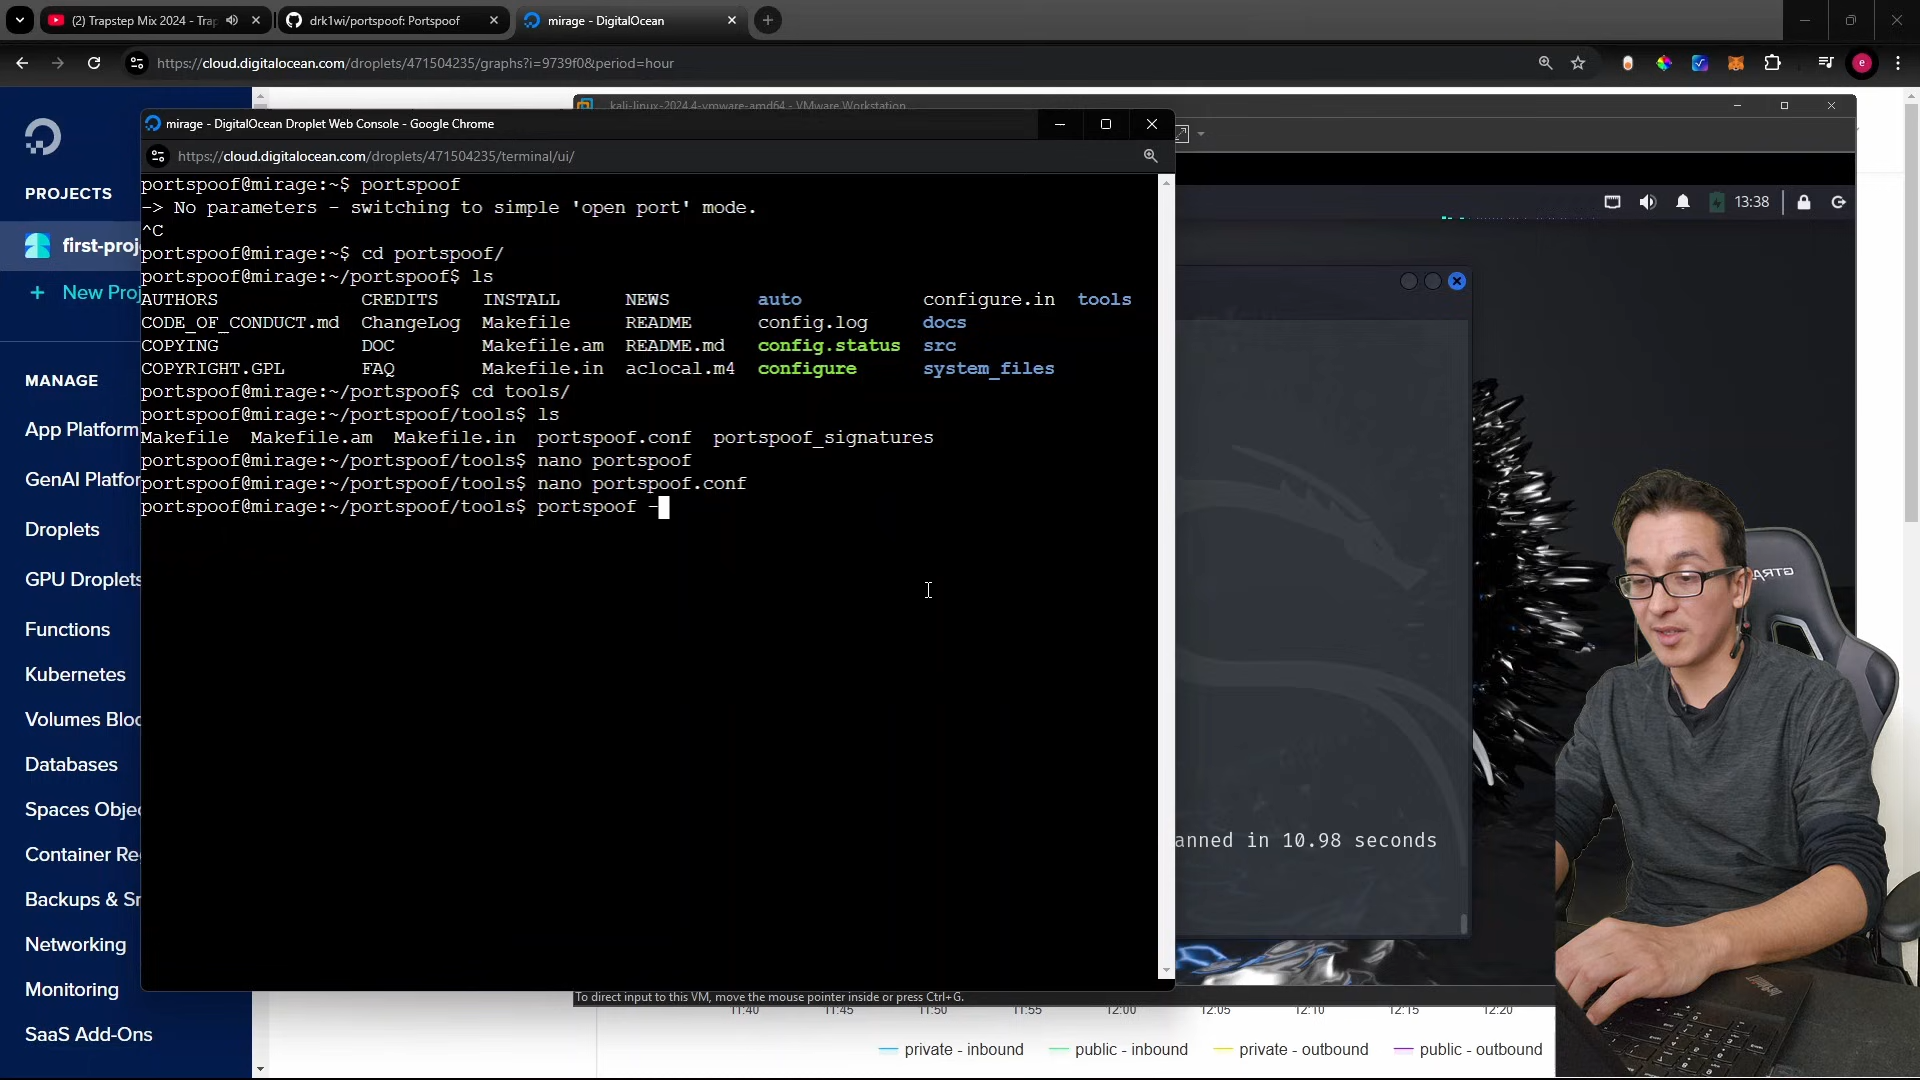 (2) Trapstep Mix 2024 - Trap
drk1wi/portspoof: Portspoof
mirage - DigitalOcean
https://cloud.digitalocean.com/droplets/471504235/graphs?i=9739f0&period=hour
e
kali-linux-2024.4-vmware-amd64 - VMware Workstation
mirage - DigitalOcean Droplet Web Console - Google Chrome
https://cloud.digitalocean.com/droplets/471504235/terminal/ui/
13:38
PROJECTS
first-proj
+ New Proj
MANAGE
App Platform
GenAI Platfor
Droplets
GPU Droplets
Functions
Kubernetes
Volumes Bloc
Databases
Spaces Objec
Container Re
Backups & Sn
Networking
Monitoring
SaaS Add-Ons
portspoof@mirage:~$ portspoof
-> No parameters - switching to simple 'open port' mode.
^C
portspoof@mirage:~$ cd portspoof/
portspoof@mirage:~/portspoof$ ls
AUTHORS CREDITS INSTALL NEWS auto configure.in tools
CODE_OF_CONDUCT.md ChangeLog Makefile README config.log docs
COPYING DOC Makefile.am README.md config.status src
COPYRIGHT.GPL FAQ Makefile.in aclocal.m4 configure system_files
portspoof@mirage:~/portspoof$ cd tools/
portspoof@mirage:~/portspoof/tools$ ls
Makefile Makefile.am Makefile.in portspoof.conf portspoof_signatures
portspoof@mirage:~/portspoof/tools$ nano portspoof
portspoof@mirage:~/portspoof/tools$ nano portspoof.conf
portspoof@mirage:~/portspoof/tools$ portspoof -
anned in 10.98 seconds
To direct input to this VM, move the mouse pointer inside or press Ctrl+G.
11:40 11:45 11:50 11:55 12:00 12:05 12:10 12:15 12:20
private - inbound public - inbound private - outbound public - outbound
GTRA